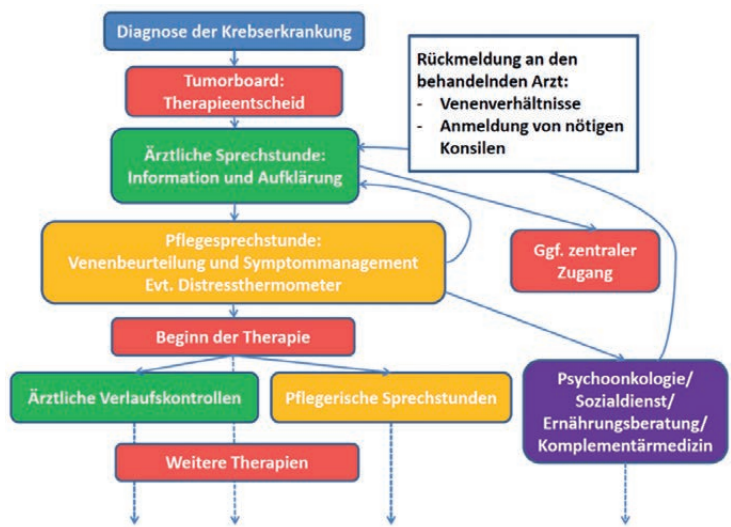 Diagnose der Krebserkrankung
Rückmeldung an den
behandelnden Arzt:
- Venenverhältnisse
- Anmeldung von nötigen
Konsilen
Tumorboard:
Therapieentscheid
Ärztliche Sprechstunde:
Information und Aufklärung
Pflegesprechstunde:
Venenbeurteilung und Symptommanagement
Evt. Distressthermometer
Ggf. zentraler
Zugang
Beginn der Therapie
Ärztliche Verlaufskontrollen
Pflegerische Sprechstunden
Psychoonkologie/
Sozialdienst/
Ernährungsberatung/
Komplementärmedizin
Weitere Therapien